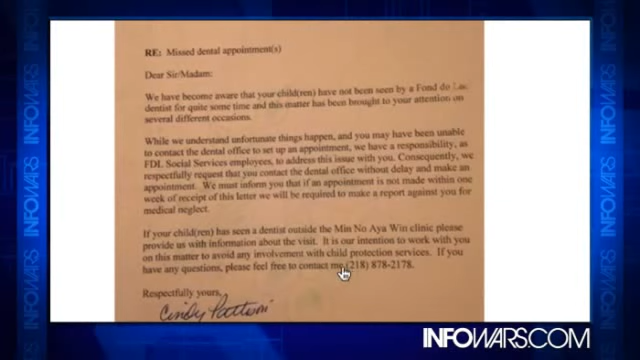 RE: Missed dental appointment(s)
Dear Sir/Madam:
We have become aware that your child(ren) have not been seen by a Fond do Lac
dentist for quite some time and this matter has been brought to your attention on
several different occasions.
While we understand unfortunate things happen, and you may have been unable
to contact the dental office to set up an appointment, we have a responsibility, as
FDL Social Services employees, to address this issue with you. Consequently, we
respectfully request that you contact the dental office without delay and make an
appointment. We must inform you that if an appointment is not made within one
week of receipt of this letter we will be required to make a report against you for
medical neglect.
If your child(ren) has seen a dentist outside the Min No Aya Win clinic please
provide us with information about the visit. It is our intention to work with you
on this matter to avoid any involvement with child protection services. If you
have any questions, please feel free to contact me (218) 878-2178.
Respectfully yours,
Cindy
INFOWARS
INFOWARS
INFOWARS
INFOWARS
INFOWARS.COM